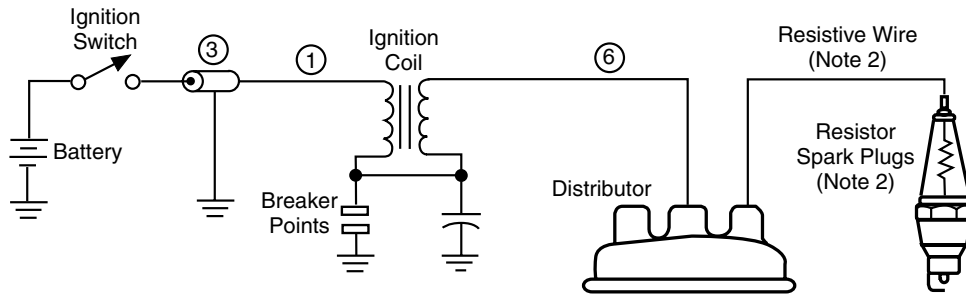 Ignition
Switch
3
1
Ignition
Coil
6
Resistive Wire
(Note 2)
Battery
Breaker
Points
Distributor
Resistor
Spark Plugs
(Note 2)